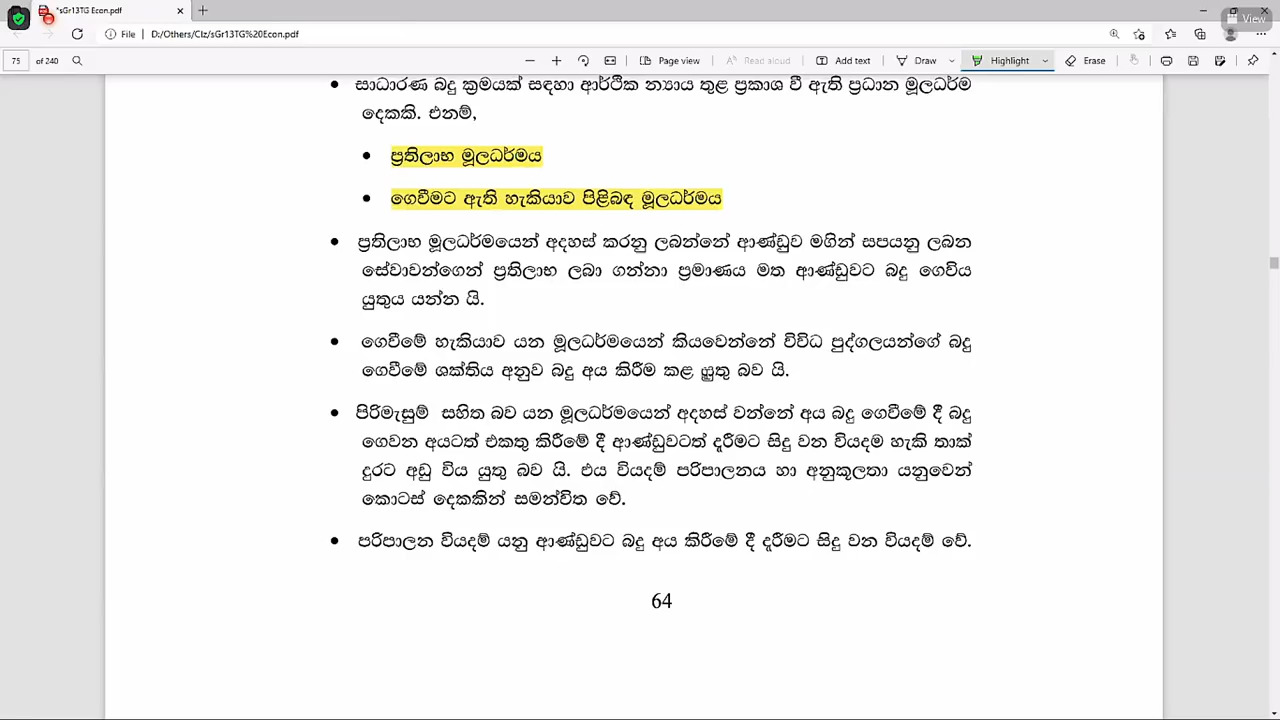 *sGr13TG Econ.pdf
View
File D:/Others/Clz/sGr13TG%20Econ.pdf
75 of 240 Page view Read aloud Add text Draw Highlight Erase
• සාධාරණ බදු ක්‍රමයක් සඳහා ආර්ථික න්‍යාය තුළ ප්‍රකාශ වී ඇති ප්‍රධාන මූලධර්ම
දෙකකි. එනම්,
• ප්‍රතිලාභ මූලධර්මය
• ගෙවීමට ඇති හැකියාව පිළිබඳ මූලධර්මය
• ප්‍රතිලාභ මූලධර්මයෙන් අදහස් කරනු ලබන්නේ ආණ්ඩුව මගින් සපයනු ලබන
සේවාවන්ගෙන් ප්‍රතිලාභ ලබා ගන්නා ප්‍රමාණය මත ආණ්ඩුවට බදු ගෙවිය
යුතුය යන්න යි.
• ගෙවීමේ හැකියාව යන මූලධර්මයෙන් කියවෙන්නේ විවිධ පුද්ගලයන්ගේ බදු
ගෙවීමේ ශක්තිය අනුව බදු අය කිරීම කළ යුතු බව යි.
• පිරිමැසුම් සහිත බව යන මූලධර්මයෙන් අදහස් වන්නේ අය බදු ගෙවීමේ දී බදු
ගෙවන අයටත් එකතු කිරීමේ දී ආණ්ඩුවටත් දැරීමට සිදු වන වියදම හැකි තාක්
දුරට අඩු විය යුතු බව යි. එය වියදම් පරිපාලනය හා අනුකූලතා යනුවෙන්
කොටස් දෙකකින් සමන්විත වේ.
• පරිපාලන වියදම් යනු ආණ්ඩුවට බදු අය කිරීමේ දී දැරීමට සිදු වන වියදම් වේ.
64